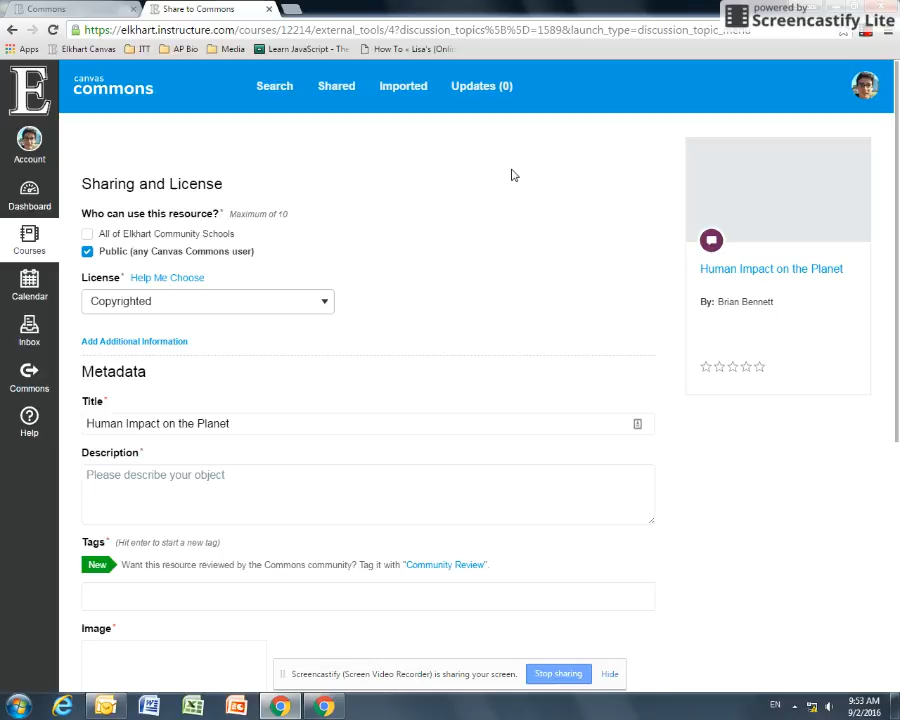 Commons
Share to Commons
powered by
Screencastify Lite
https://elkhart.instructure.com/courses/12214/external_tools/4?discussion_topics%5B%5D=1589&launch_type=discussion_topic_menu
Apps
Elkhart Canvas
ITT
AP Bio
Media
Learn JavaScript - The
How To « Lisa's (Onli
E
canvas
commons
Search
Shared
Imported
Updates (0)
Account
Dashboard
Courses
Calendar
Inbox
Commons
Help
Sharing and License
Who can use this resource?* Maximum of 10
All of Elkhart Community Schools
Public (any Canvas Commons user)
License* Help Me Choose
Copyrighted
Add Additional Information
Metadata
Title*
Human Impact on the Planet
Description*
Please describe your object
Tags* (Hit enter to start a new tag)
New Want this resource reviewed by the Commons community? Tag it with "Community Review".
Image*
Human Impact on the Planet
By: Brian Bennett
Screencastify (Screen Video Recorder) is sharing your screen.
Stop sharing
Hide
EN
9:53 AM
9/2/2016